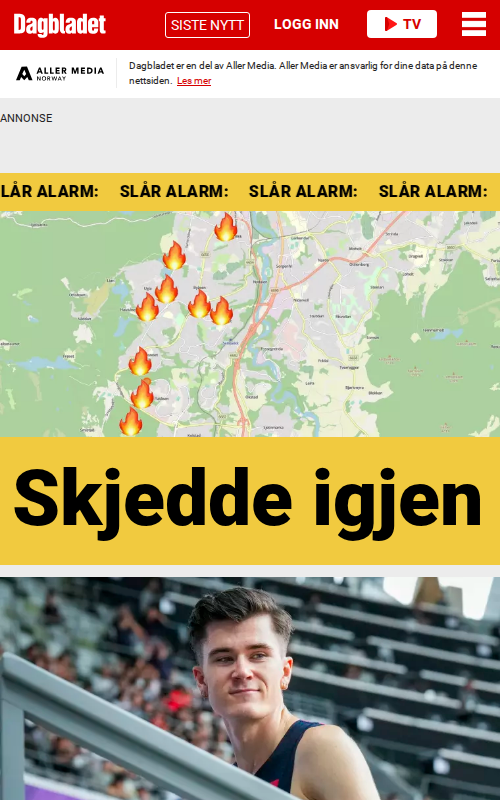 Dagbladet
SISTE NYTT
LOGG INN
TV
ALLER MEDIA
NORWAY
Dagbladet er en del av Aller Media. Aller Media er ansvarlig for dine data på denne
nettsiden. Les mer
ANNONSE
LÅR ALARM: SLÅR ALARM: SLÅR ALARM: SLÅR ALARM:
Skjedde igjen